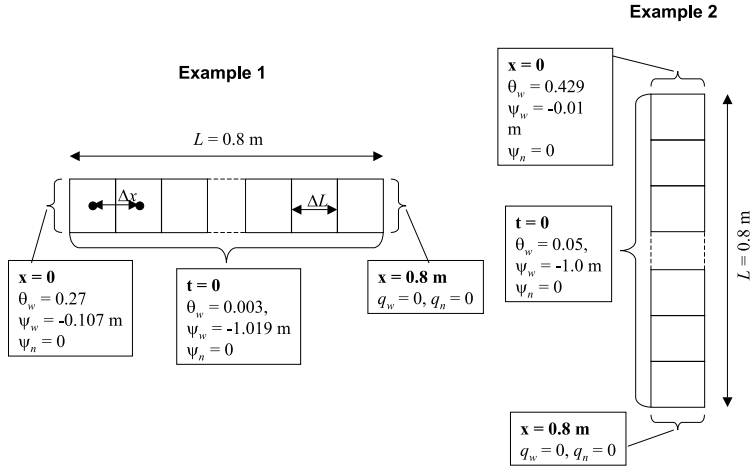 Example 1
L = 0.8 m
Δx
ΔL
x = 0
θw = 0.27
ψw = -0.107 m
ψn = 0
t = 0
θw = 0.003,
ψw = -1.019 m
ψn = 0
x = 0.8 m
qw = 0, qn = 0
Example 2
x = 0
θw = 0.429
ψw = -0.01
m
ψn = 0
t = 0
θw = 0.05,
ψw = -1.0 m
ψn = 0
L = 0.8 m
x = 0.8 m
qw = 0, qn = 0